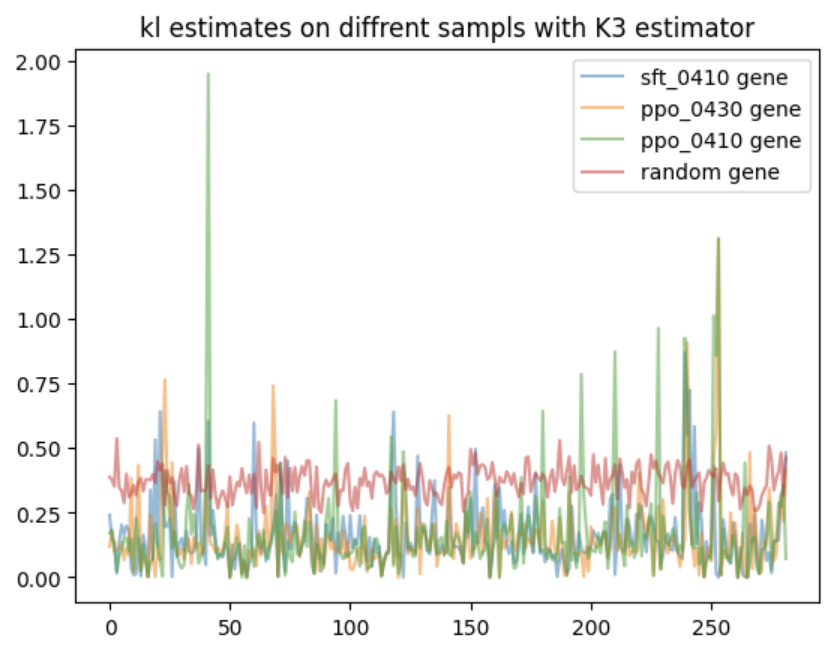 kl estimates on diffrent sampls with K3 estimator
2.00
1.75
1.50
1.25
1.00
0.75
0.50
0.25
0.00
sft_0410 gene
ppo_0430 gene
ppo_0410 gene
random gene
0 50 100 150 200 250